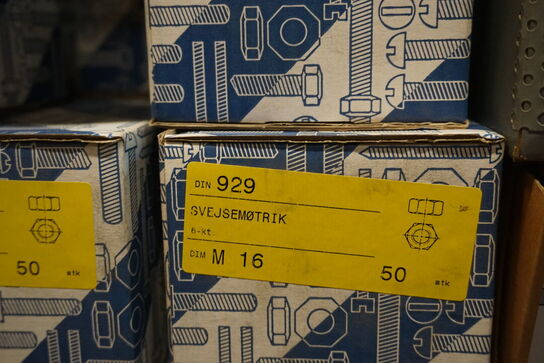 DIN 929
SVEJSEMØTRIK
6-kt.
DIM M 16 50 stk
50 stk